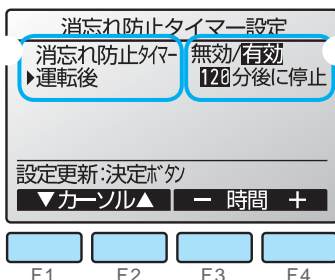 消忘れ防止タイマー設定
消忘れ防止ﾀｲﾏｰ 無効/有効
▶運転後 120分後に停止
設定更新:決定ﾎﾞﾀﾝ
▼カーソル▲ － 時間 ＋
F1 F2 F3 F4